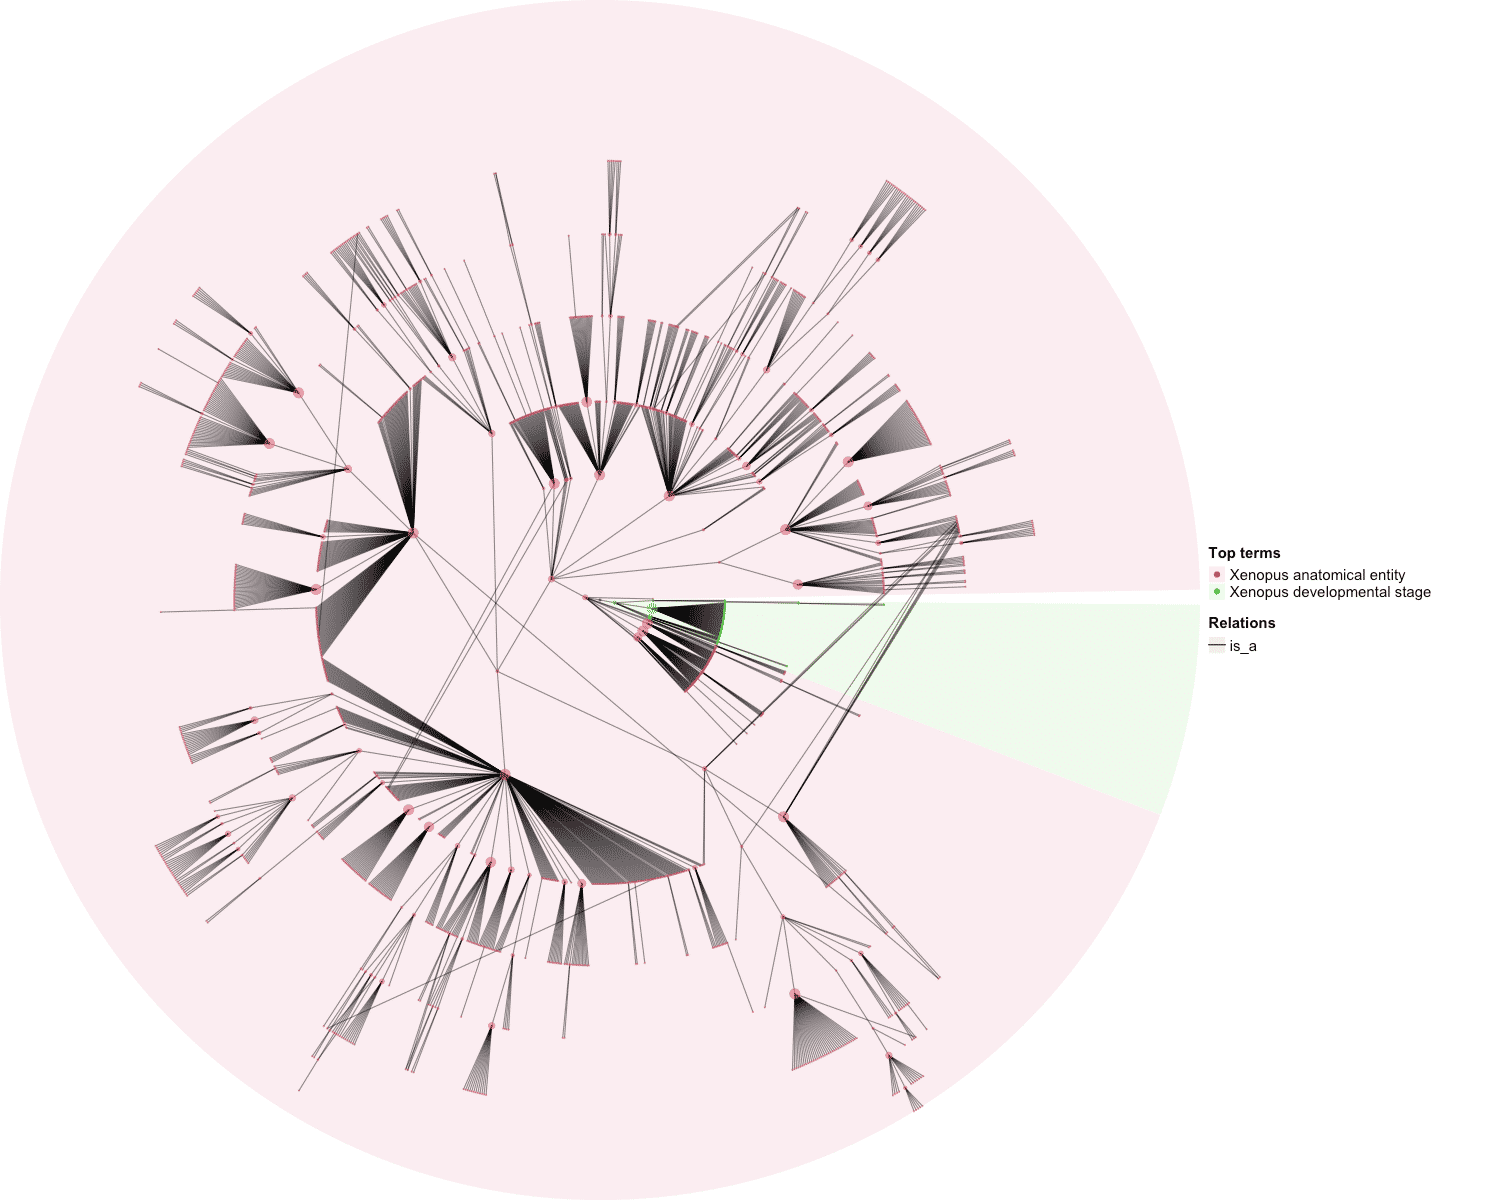 Top terms
Xenopus anatomical entity
Xenopus developmental stage
Relations
is_a